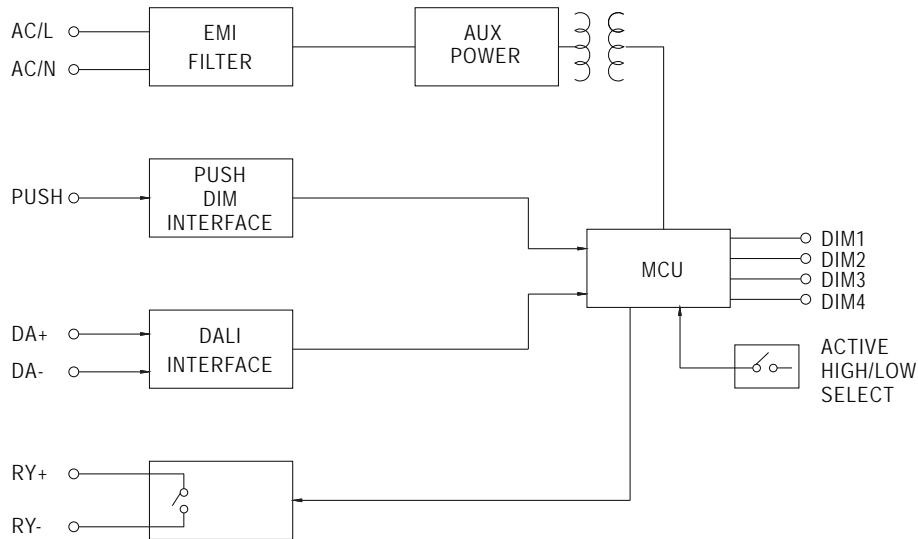 AC/L
AC/N
EMI
FILTER
AUX
POWER
PUSH
PUSH
DIM
INTERFACE
MCU
DIM1
DIM2
DIM3
DIM4
DA+
DA-
DALI
INTERFACE
ACTIVE
HIGH/LOW
SELECT
RY+
RY-